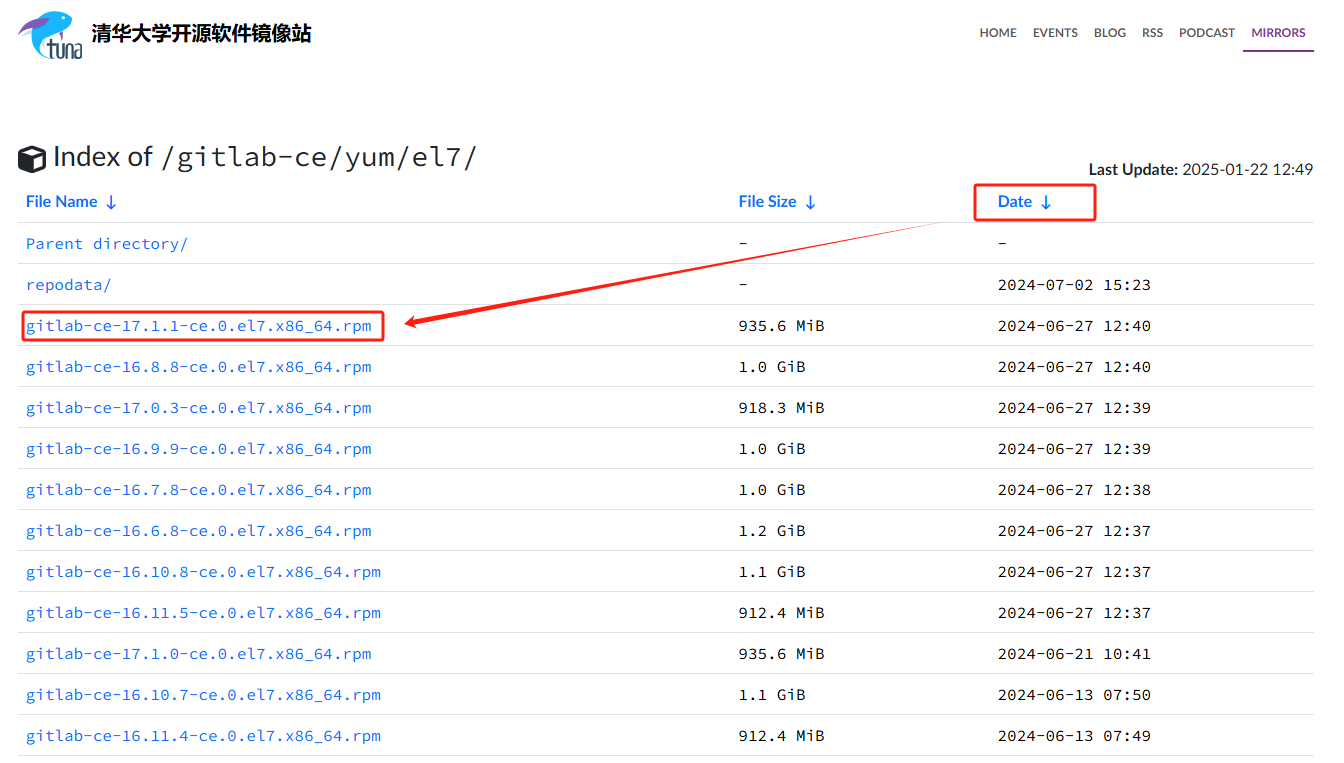 tuna 清华大学开源软件镜像站 HOME EVENTS BLOG RSS PODCAST MIRRORS
Index of /gitlab-ce/yum/el7/
Last Update: 2025-01-22 12:49
File Name ↓ File Size ↓ Date ↓
Parent directory/ - -
repodata/ - 2024-07-02 15:23
gitlab-ce-17.1.1-ce.0.el7.x86_64.rpm 935.6 MiB 2024-06-27 12:40
gitlab-ce-16.8.8-ce.0.el7.x86_64.rpm 1.0 GiB 2024-06-27 12:40
gitlab-ce-17.0.3-ce.0.el7.x86_64.rpm 918.3 MiB 2024-06-27 12:39
gitlab-ce-16.9.9-ce.0.el7.x86_64.rpm 1.0 GiB 2024-06-27 12:39
gitlab-ce-16.7.8-ce.0.el7.x86_64.rpm 1.0 GiB 2024-06-27 12:38
gitlab-ce-16.6.8-ce.0.el7.x86_64.rpm 1.2 GiB 2024-06-27 12:37
gitlab-ce-16.10.8-ce.0.el7.x86_64.rpm 1.1 GiB 2024-06-27 12:37
gitlab-ce-16.11.5-ce.0.el7.x86_64.rpm 912.4 MiB 2024-06-27 12:37
gitlab-ce-17.1.0-ce.0.el7.x86_64.rpm 935.6 MiB 2024-06-21 10:41
gitlab-ce-16.10.7-ce.0.el7.x86_64.rpm 1.1 GiB 2024-06-13 07:50
gitlab-ce-16.11.4-ce.0.el7.x86_64.rpm 912.4 MiB 2024-06-13 07:49